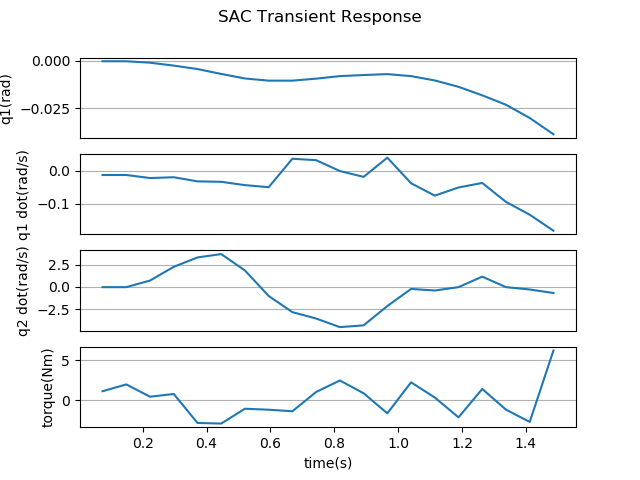 SAC Transient Response
0.000
−0.025
q1(rad)
0.0
−0.1
q1 dot(rad/s)
2.5
0.0
−2.5
q2 dot(rad/s)
5
0
torque(Nm)
0.2 0.4 0.6 0.8 1.0 1.2 1.4
time(s)